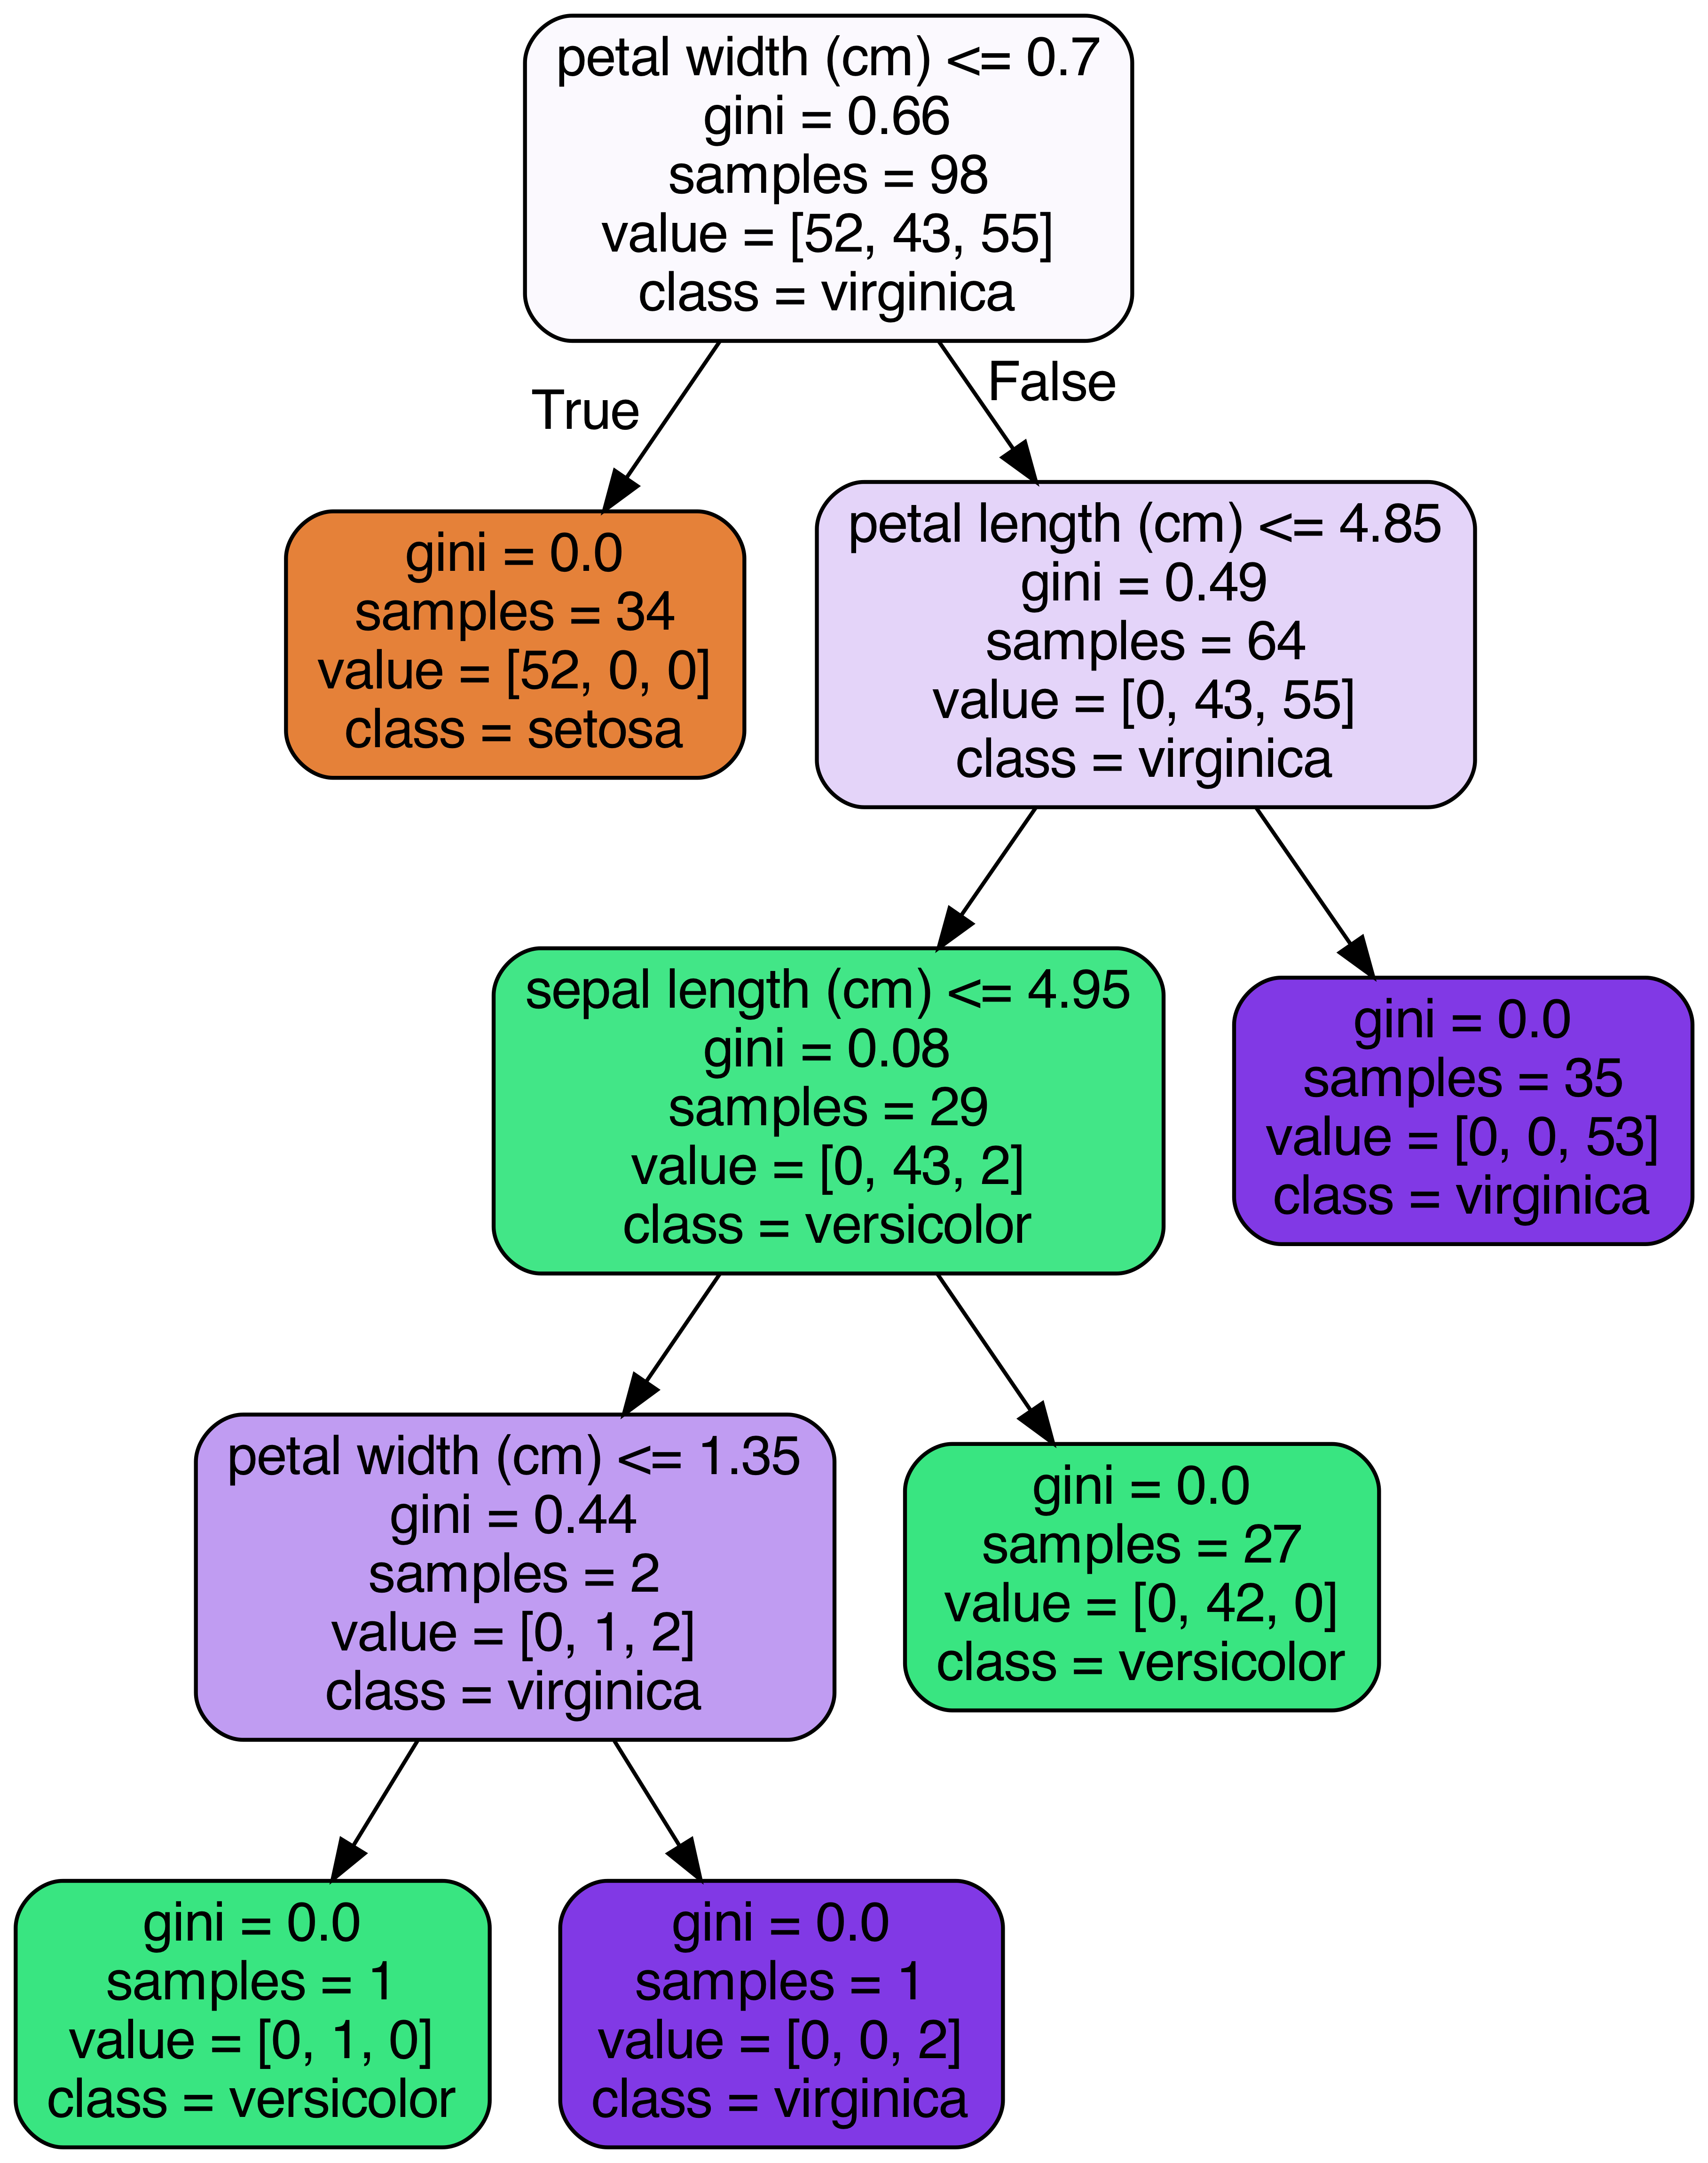 petal width (cm) <= 0.7
gini = 0.66
samples = 98
value = [52, 43, 55]
class = virginica
True
False
gini = 0.0
samples = 34
value = [52, 0, 0]
class = setosa
petal length (cm) <= 4.85
gini = 0.49
samples = 64
value = [0, 43, 55]
class = virginica
sepal length (cm) <= 4.95
gini = 0.08
samples = 29
value = [0, 43, 2]
class = versicolor
gini = 0.0
samples = 35
value = [0, 0, 53]
class = virginica
petal width (cm) <= 1.35
gini = 0.44
samples = 2
value = [0, 1, 2]
class = virginica
gini = 0.0
samples = 27
value = [0, 42, 0]
class = versicolor
gini = 0.0
samples = 1
value = [0, 1, 0]
class = versicolor
gini = 0.0
samples = 1
value = [0, 0, 2]
class = virginica